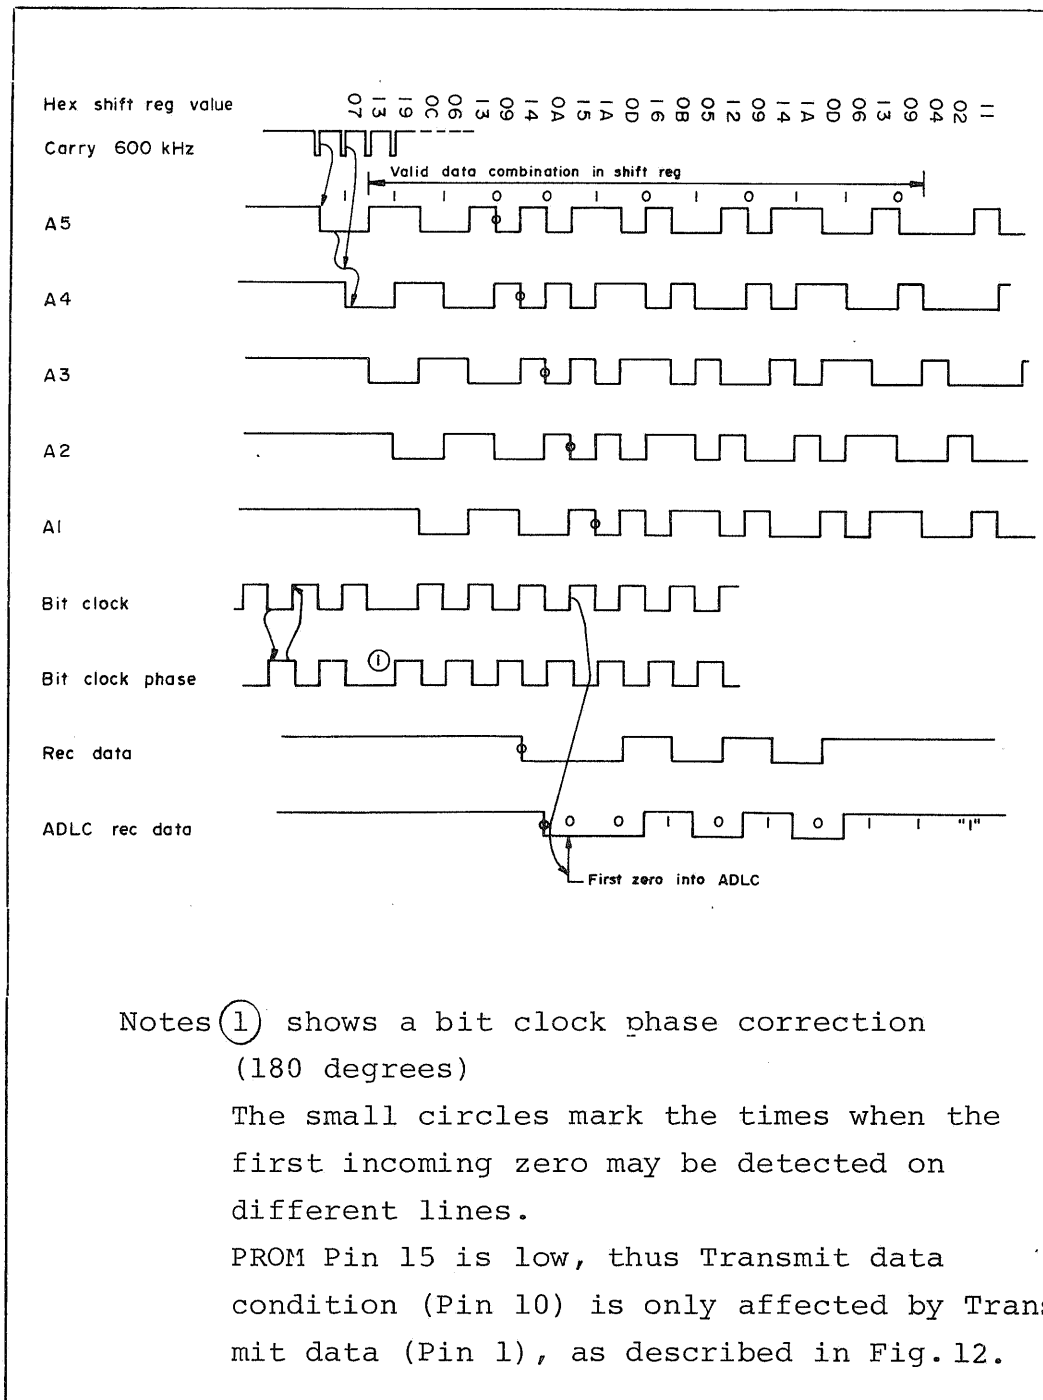 Hex shift reg value 07 13 19 0C 06 13 09 14 0A 15 1A 0D 16 0B 05 12 09 14 1A 0D 06 13 09 04 02 11
Carry 600 kHz
Valid data combination in shift reg
1 1 1 0 0 1 0 1 0 1 1 0
A5
A4
A3
A2
A1
Bit clock
1
Bit clock phase
Rec data
ADLC rec data 0 0 1 0 1 0 1 1 "1"
First zero into ADLC
Notes 1 shows a bit clock phase correction
(180 degrees)
The small circles mark the times when the
first incoming zero may be detected on
different lines.
PROM Pin 15 is low, thus Transmit data
condition (Pin 10) is only affected by Trans
mit data (Pin 1), as described in Fig.12.